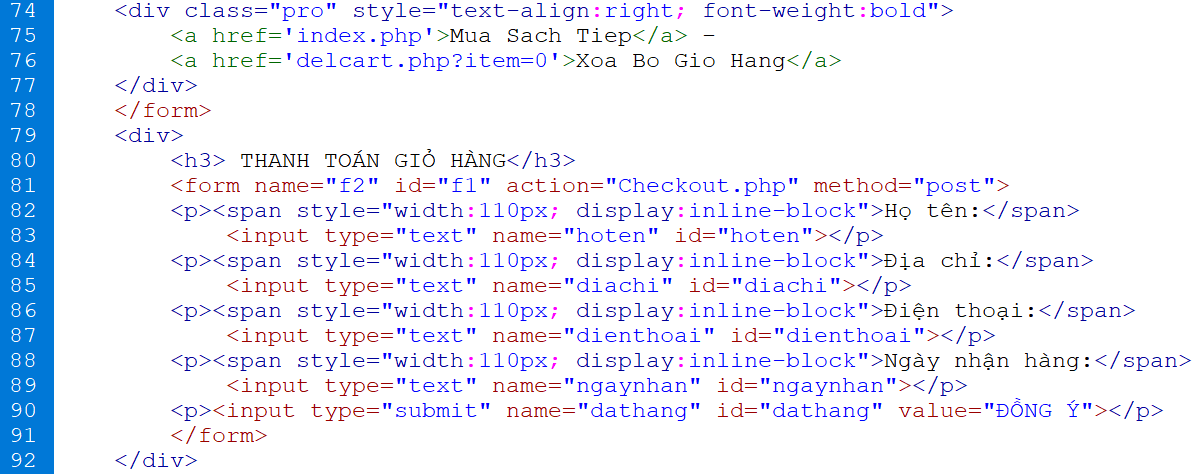 74 <div class="pro" style="text-align:right; font-weight:bold">
75 <a href='index.php'>Mua Sach Tiep</a> -
76 <a href='delcart.php?item=0'>Xoa Bo Gio Hang</a>
77 </div>
78 </form>
79 <div>
80 <h3> THANH TOÁN GIỎ HÀNG</h3>
81 <form name="f2" id="f1" action="Checkout.php" method="post">
82 <p><span style="width:110px; display:inline-block">Họ tên:</span>
83 <input type="text" name="hoten" id="hoten"></p>
84 <p><span style="width:110px; display:inline-block">Địa chỉ:</span>
85 <input type="text" name="diachi" id="diachi"></p>
86 <p><span style="width:110px; display:inline-block">Điện thoại:</span>
87 <input type="text" name="dienthoai" id="dienthoai"></p>
88 <p><span style="width:110px; display:inline-block">Ngày nhận hàng:</span>
89 <input type="text" name="ngaynhan" id="ngaynhan"></p>
90 <p><input type="submit" name="dathang" id="dathang" value="ĐỒNG Ý"></p>
91 </form>
92 </div>